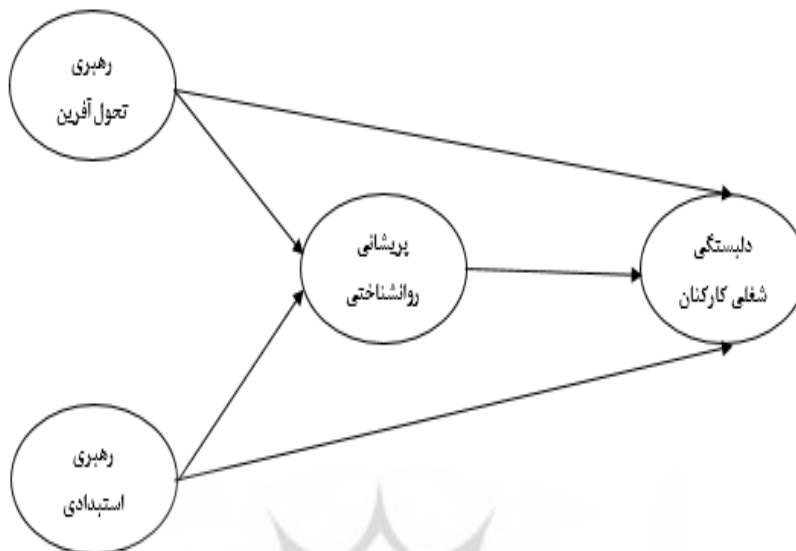 رهبری
تحول آفرین
پریشانی
روانشناختی
دلبستگی
شغلی کارکنان
رهبری
استبدادی